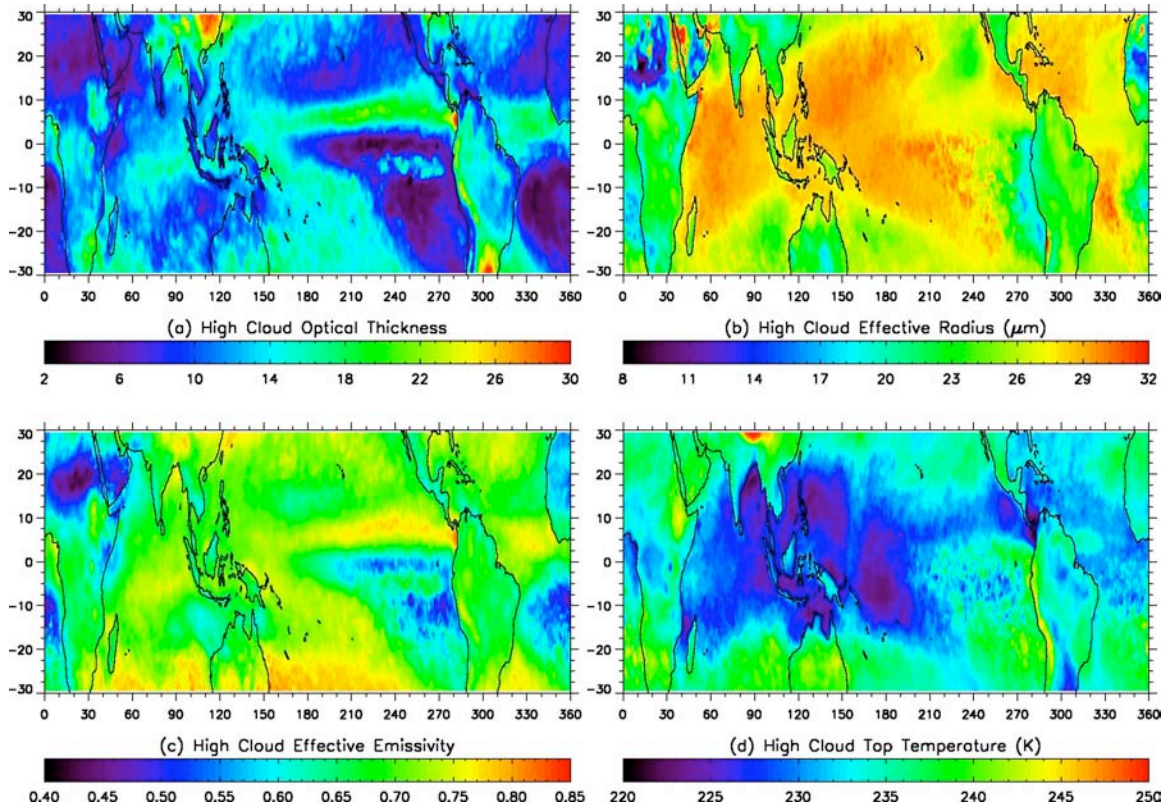 30
20
10
0
−10
−20
−30
0 30 60 90 120 150 180 210 240 270 300 330 360
(a) High Cloud Optical Thickness
2 6 10 14 18 22 26 30
30
20
10
0
−10
−20
−30
0 30 60 90 120 150 180 210 240 270 300 330 360
(b) High Cloud Effective Radius (μm)
8 11 14 17 20 23 26 29 32
30
20
10
0
−10
−20
−30
0 30 60 90 120 150 180 210 240 270 300 330 360
(c) High Cloud Effective Emissivity
0.40 0.45 0.50 0.55 0.60 0.65 0.70 0.75 0.80 0.85
30
20
10
0
−10
−20
−30
0 30 60 90 120 150 180 210 240 270 300 330 360
(d) High Cloud Top Temperature (K)
220 225 230 235 240 245 250